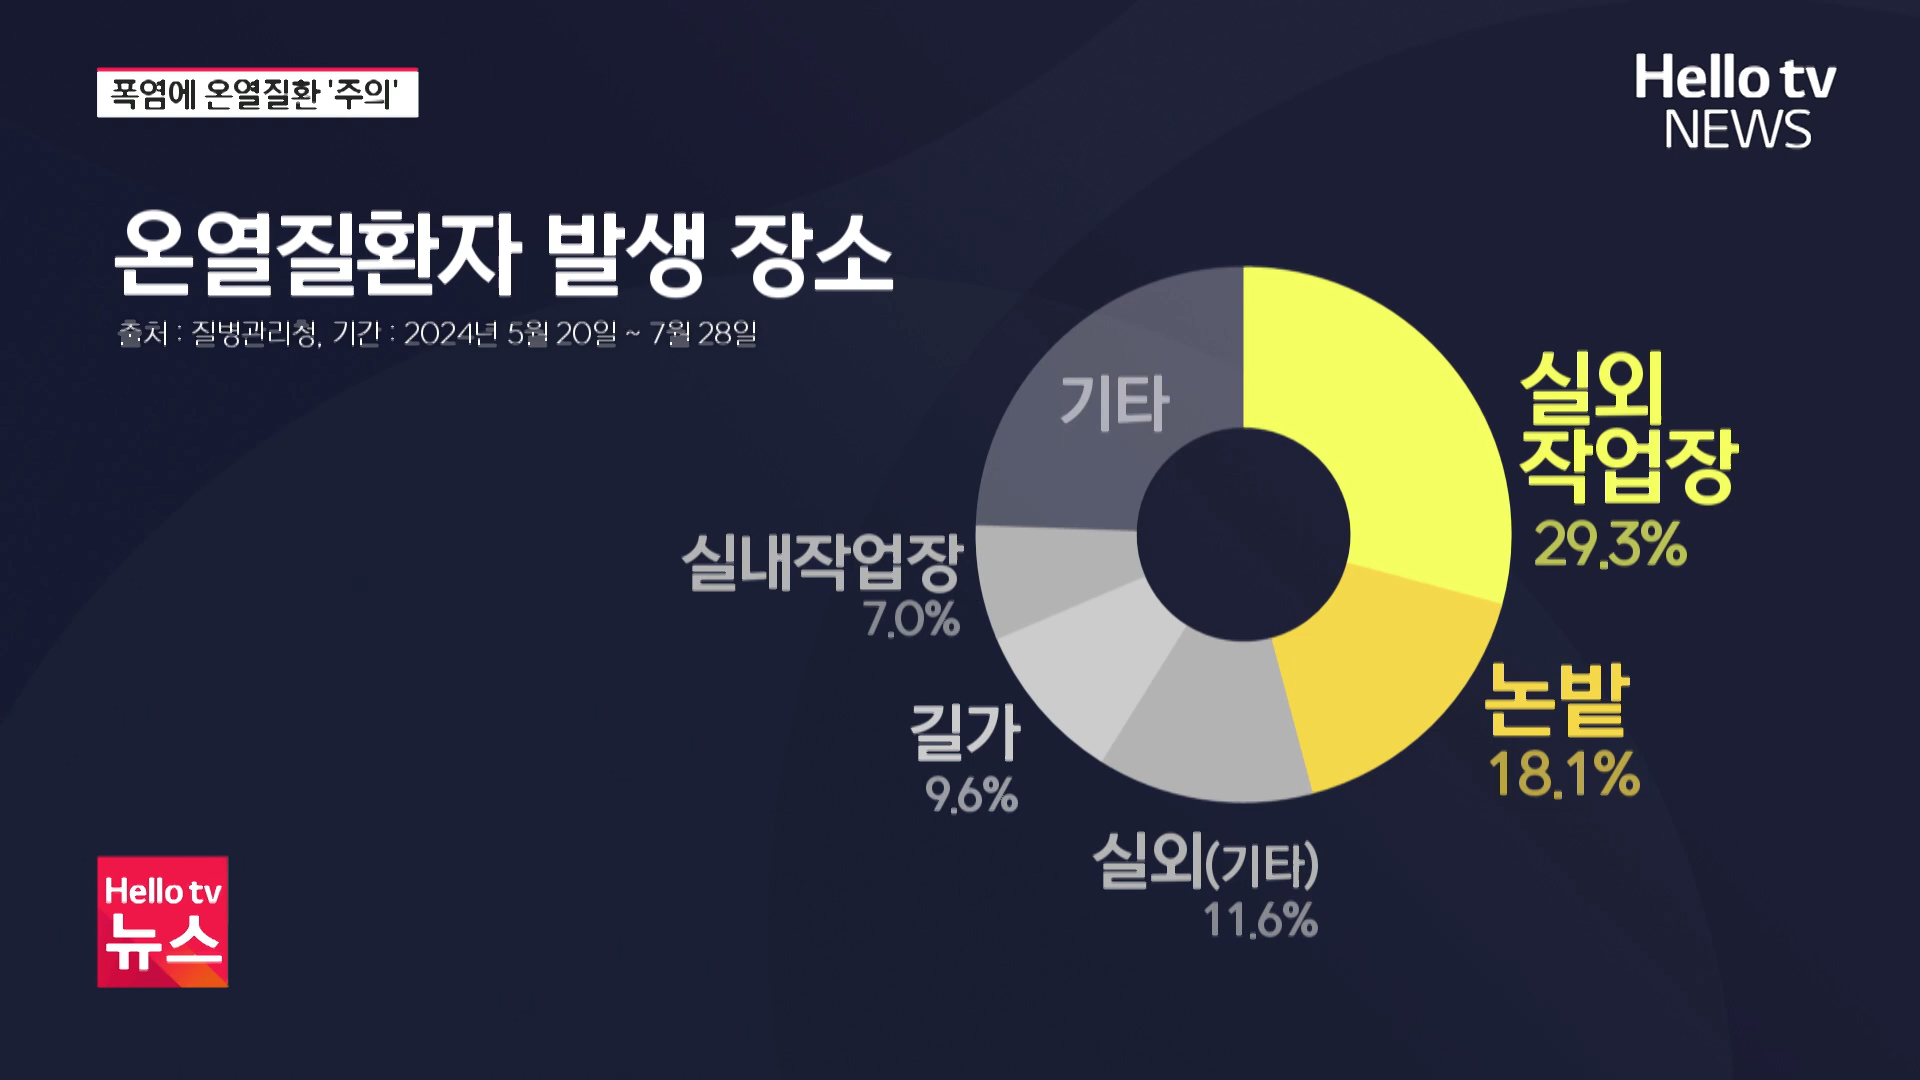 폭염에 온열질환 '주의'
Hello tv
NEWS
온열질환자 발생 장소
출처 : 질병관리청, 기간 : 2024년 5월 20일 ~ 7월 28일
기타
실외
작업장
29.3%
실내작업장
7.0%
논밭
18.1%
길가
9.6%
실외(기타)
11.6%
Hello tv
뉴스